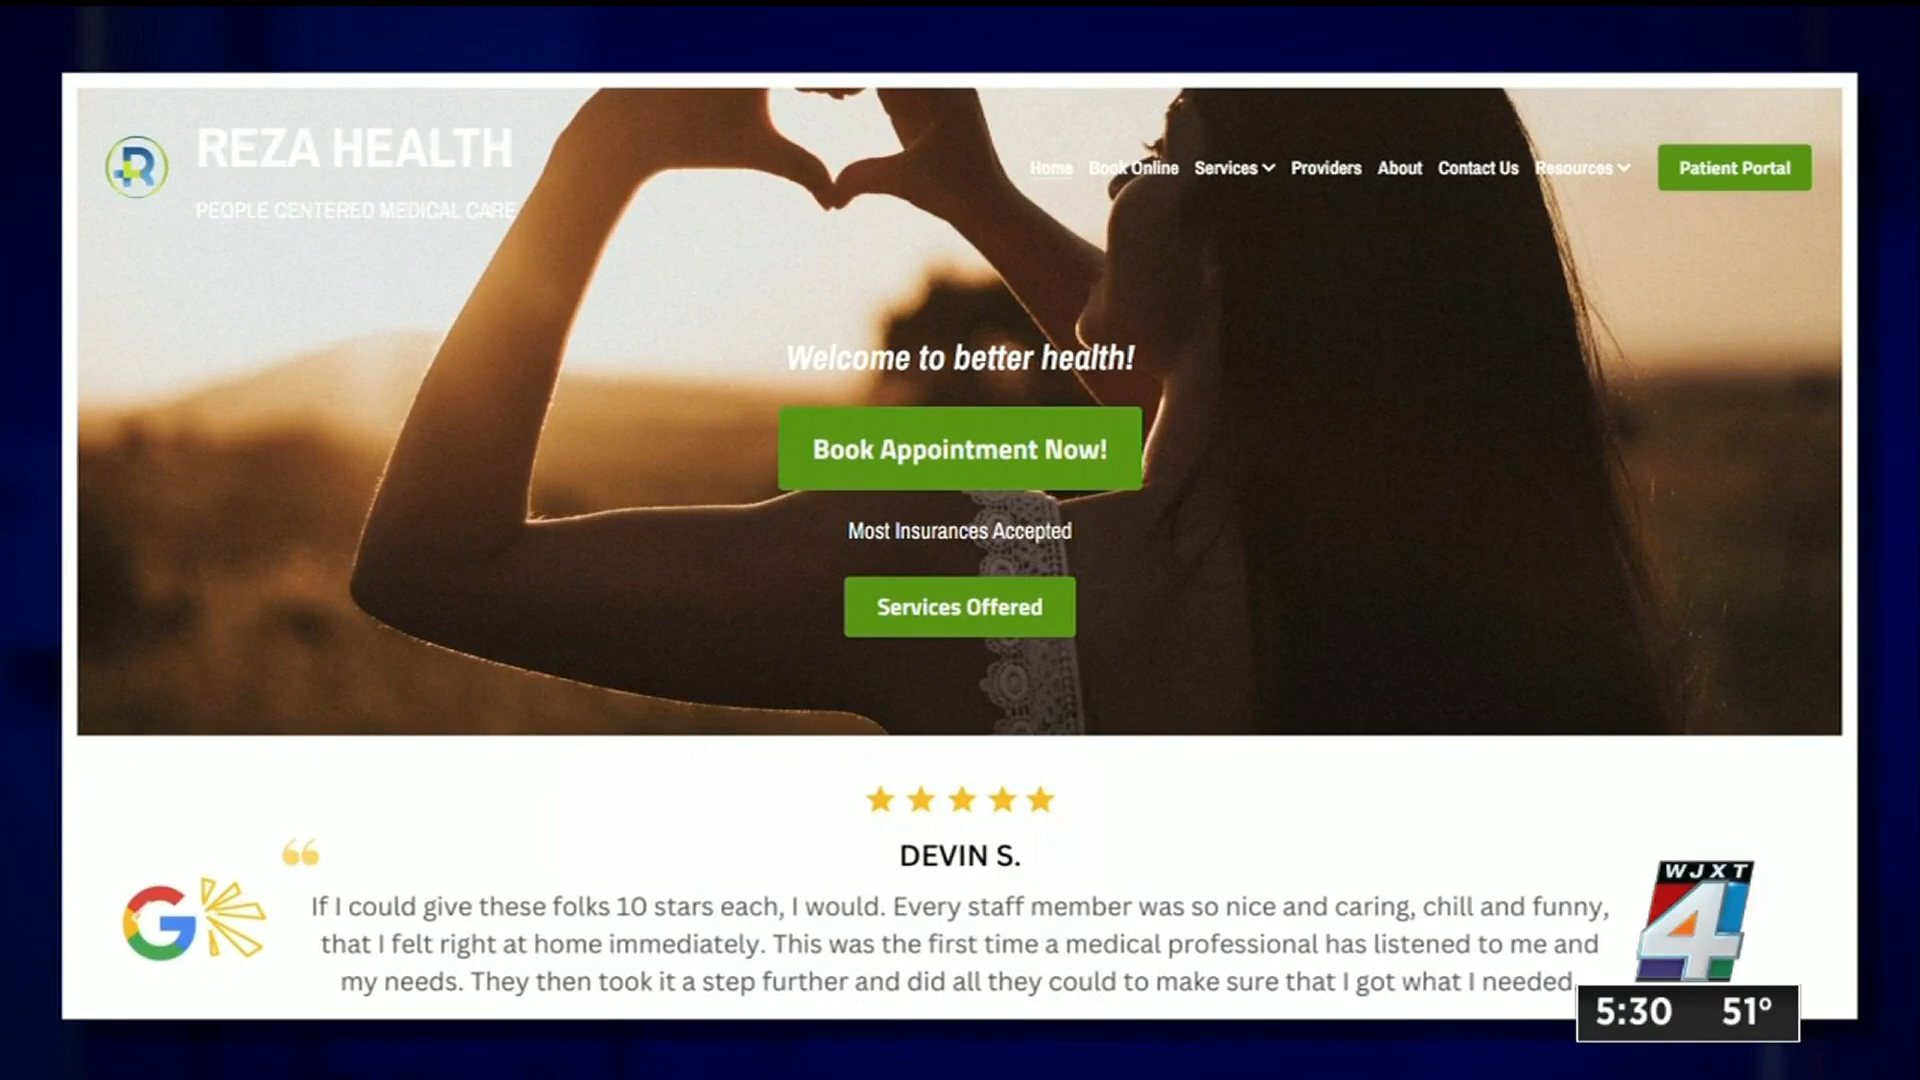 REZA HEALTH
PEOPLE CENTERED MEDICAL CARE
Home Book Online Services Providers About Contact Us Resources Patient Portal
Welcome to better health!
Book Appointment Now!
Most Insurances Accepted
Services Offered
DEVIN S.
“
If I could give these folks 10 stars each, I would. Every staff member was so nice and caring, chill and funny,
that I felt right at home immediately. This was the first time a medical professional has listened to me and
my needs. They then took it a step further and did all they could to make sure that I got what I needed.
WJXT
4
5:30 51°